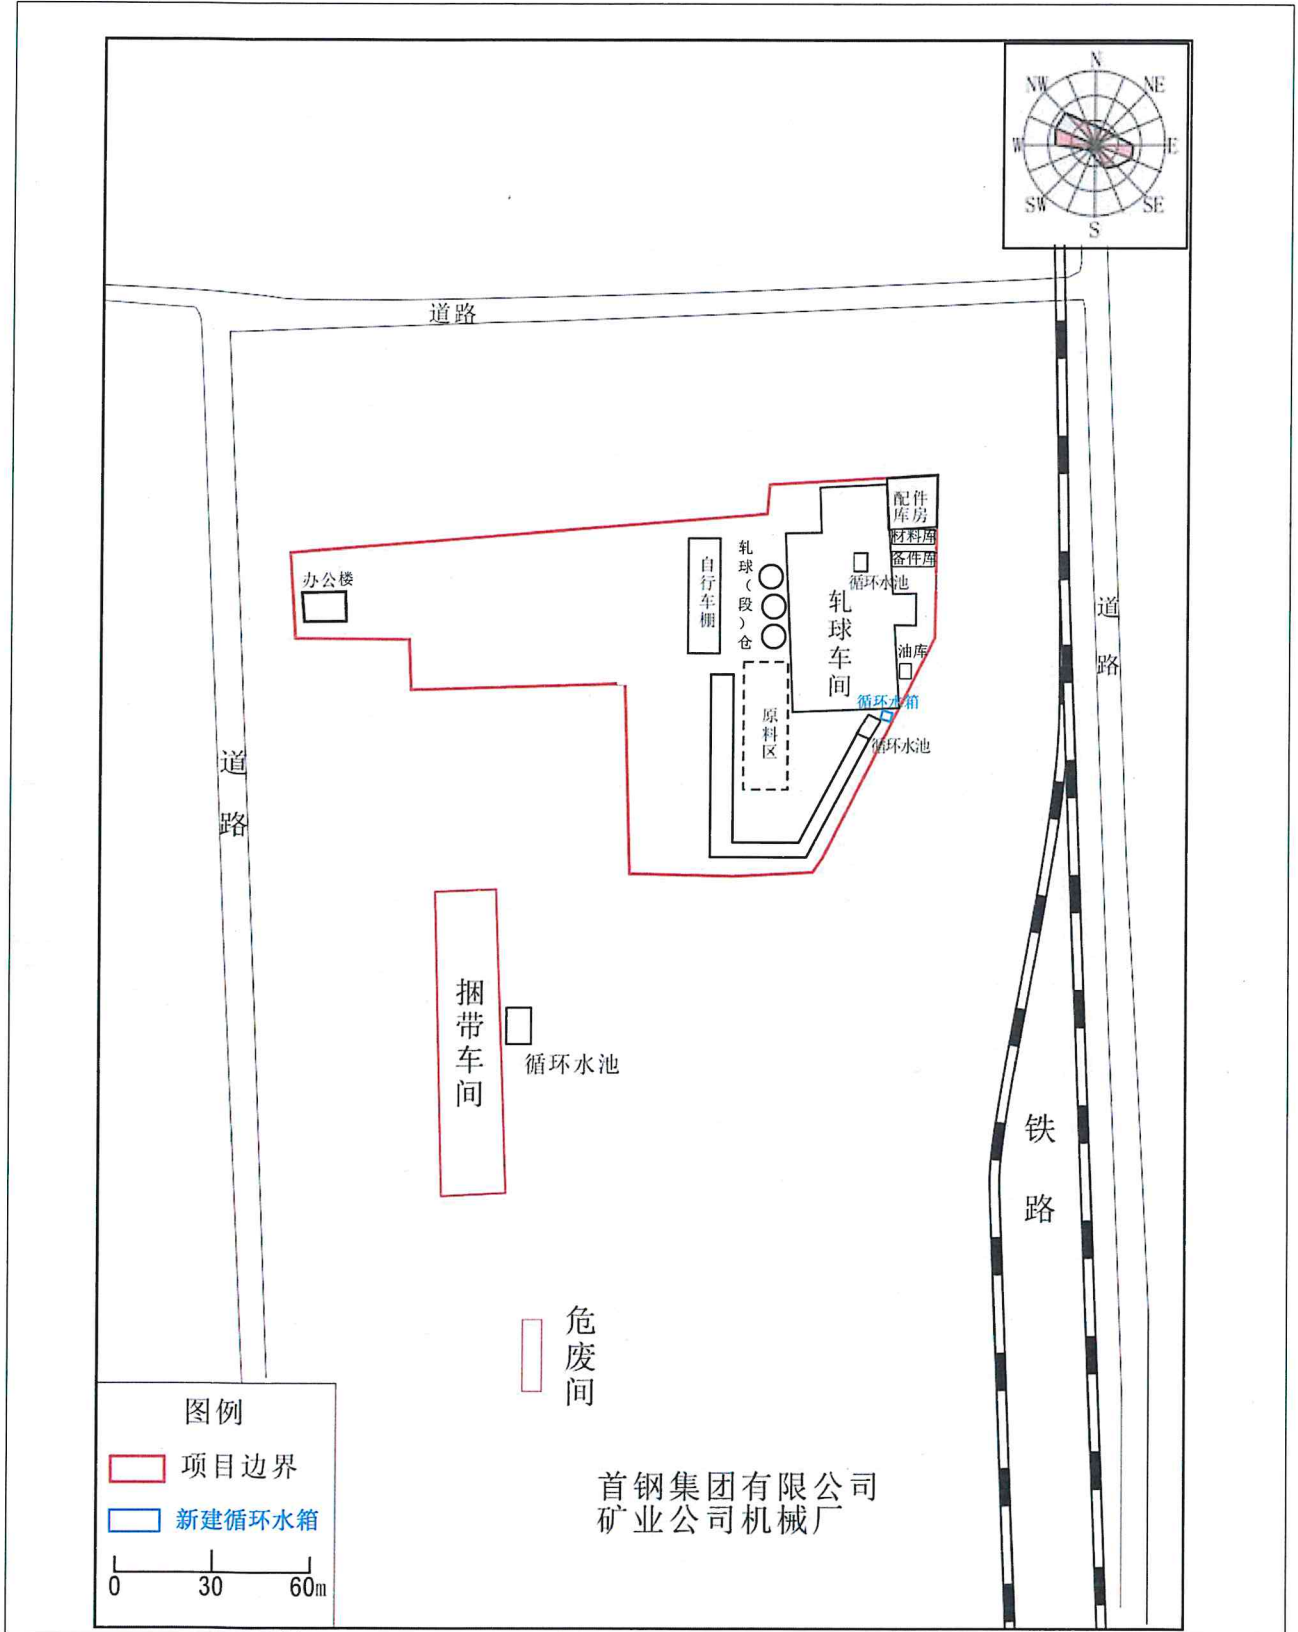 N
NW
NE
W
E
SW
SE
S
道路
配件
库房
材料库
备件库
自行车棚
轧球（段）仓
循环水池
轧球车间
办公楼
道路
油库
循环水箱
原料区
循环水池
道路
捆带车间
循环水池
铁路
危废间
图例
项目边界
新建循环水箱
0 30 60m
首钢集团有限公司
矿业公司机械厂